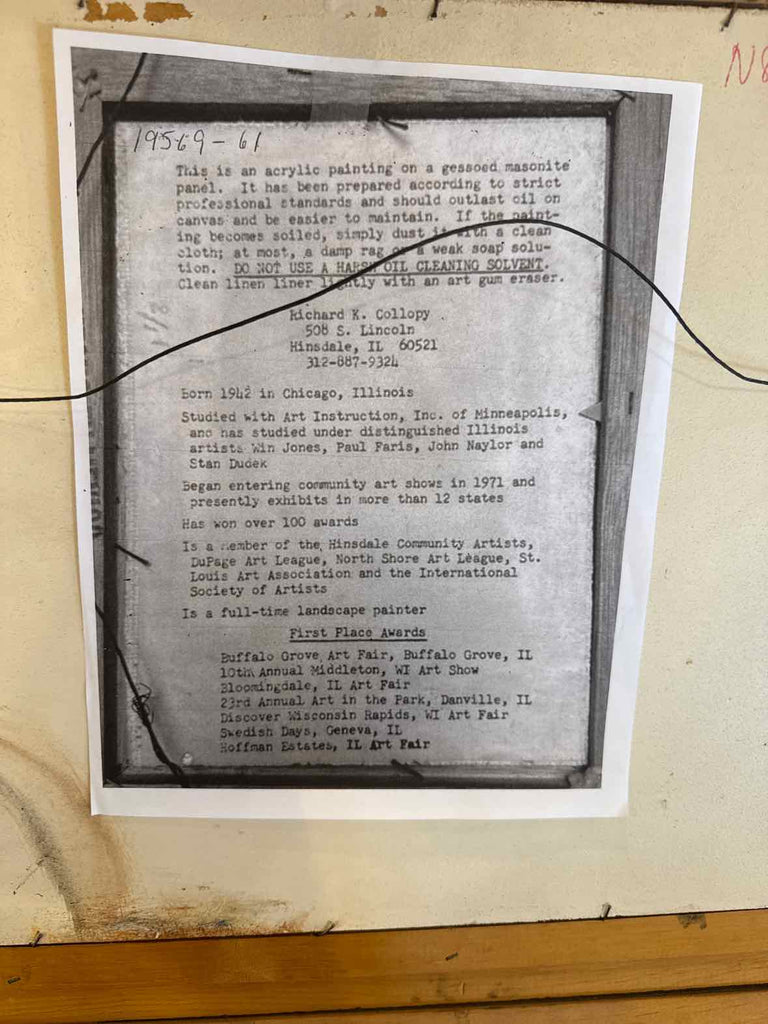 N8
19569-61
This is an acrylic painting on a gessoed masonite
panel. It has been prepared according to strict
professional standards and should outlast oil on
canvas and be easier to maintain. If the paint-
ing becomes soiled, simply dust it with a clean
cloth; at most, a damp rag or a weak soap solu-
tion. DO NOT USE A HARSH OIL CLEANING SOLVENT.
Clean linen liner lightly with an art gum eraser.
Richard K. Collopy
508 S. Lincoln
Hinsdale, IL 60521
312-887-9324
Born 1942 in Chicago, Illinois
Studied with Art Instruction, Inc. of Minneapolis,
and has studied under distinguished Illinois
artists Win Jones, Paul Faris, John Naylor and
Stan Dudek
Began entering community art shows in 1971 and
presently exhibits in more than 12 states
Has won over 100 awards
Is a member of the Hinsdale Community Artists,
DuPage Art League, North Shore Art League, St.
Louis Art Association and the International
Society of Artists
Is a full-time landscape painter
First Place Awards
Buffalo Grove Art Fair, Buffalo Grove, IL
10th Annual Middleton, WI Art Show
Bloomingdale, IL Art Fair
23rd Annual Art in the Park, Danville, IL
Discover Wisconsin Rapids, WI Art Fair
Swedish Days, Geneva, IL
Hoffman Estates, IL Art Fair